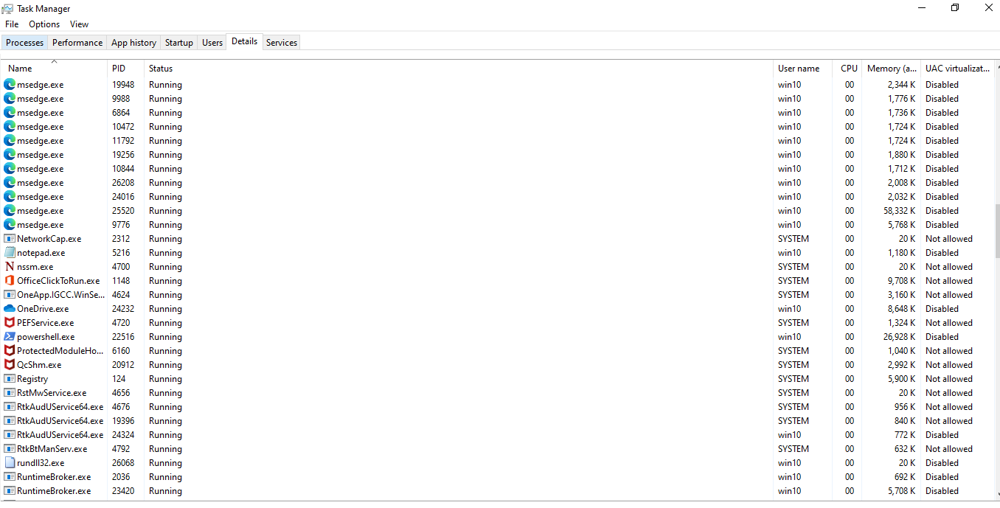 Task Manager
File Options View
Processes Performance App history Startup Users Details Services
Name PID Status User name CPU Memory (a... UAC virtualizat...
msedge.exe 19948 Running win10 00 2,344 K Disabled
msedge.exe 9988 Running win10 00 1,776 K Disabled
msedge.exe 6864 Running win10 00 1,736 K Disabled
msedge.exe 10472 Running win10 00 1,724 K Disabled
msedge.exe 11792 Running win10 00 1,724 K Disabled
msedge.exe 19256 Running win10 00 1,880 K Disabled
msedge.exe 10844 Running win10 00 1,712 K Disabled
msedge.exe 26208 Running win10 00 2,008 K Disabled
msedge.exe 24016 Running win10 00 2,032 K Disabled
msedge.exe 25520 Running win10 00 58,332 K Disabled
msedge.exe 9776 Running win10 00 5,768 K Disabled
NetworkCap.exe 2312 Running SYSTEM 00 20 K Not allowed
notepad.exe 5216 Running win10 00 1,180 K Disabled
nssm.exe 4700 Running SYSTEM 00 20 K Not allowed
OfficeClickToRun.exe 1148 Running SYSTEM 00 9,708 K Not allowed
OneApp.IGCC.WinSe... 4624 Running SYSTEM 00 3,160 K Not allowed
OneDrive.exe 24232 Running win10 00 8,648 K Disabled
PEFService.exe 4720 Running SYSTEM 00 1,324 K Not allowed
powershell.exe 22516 Running win10 00 26,928 K Disabled
ProtectedModuleHo... 6160 Running SYSTEM 00 1,040 K Not allowed
QcShm.exe 20912 Running SYSTEM 00 2,992 K Not allowed
Registry 124 Running SYSTEM 00 5,900 K Not allowed
RstMwService.exe 4656 Running SYSTEM 00 20 K Not allowed
RtkAudUService64.exe 4676 Running SYSTEM 00 956 K Not allowed
RtkAudUService64.exe 19396 Running SYSTEM 00 840 K Not allowed
RtkAudUService64.exe 24324 Running win10 00 772 K Disabled
RtkBtManServ.exe 4792 Running SYSTEM 00 632 K Not allowed
rundll32.exe 26068 Running win10 00 20 K Disabled
RuntimeBroker.exe 2036 Running win10 00 692 K Disabled
RuntimeBroker.exe 23420 Running win10 00 5,708 K Disabled